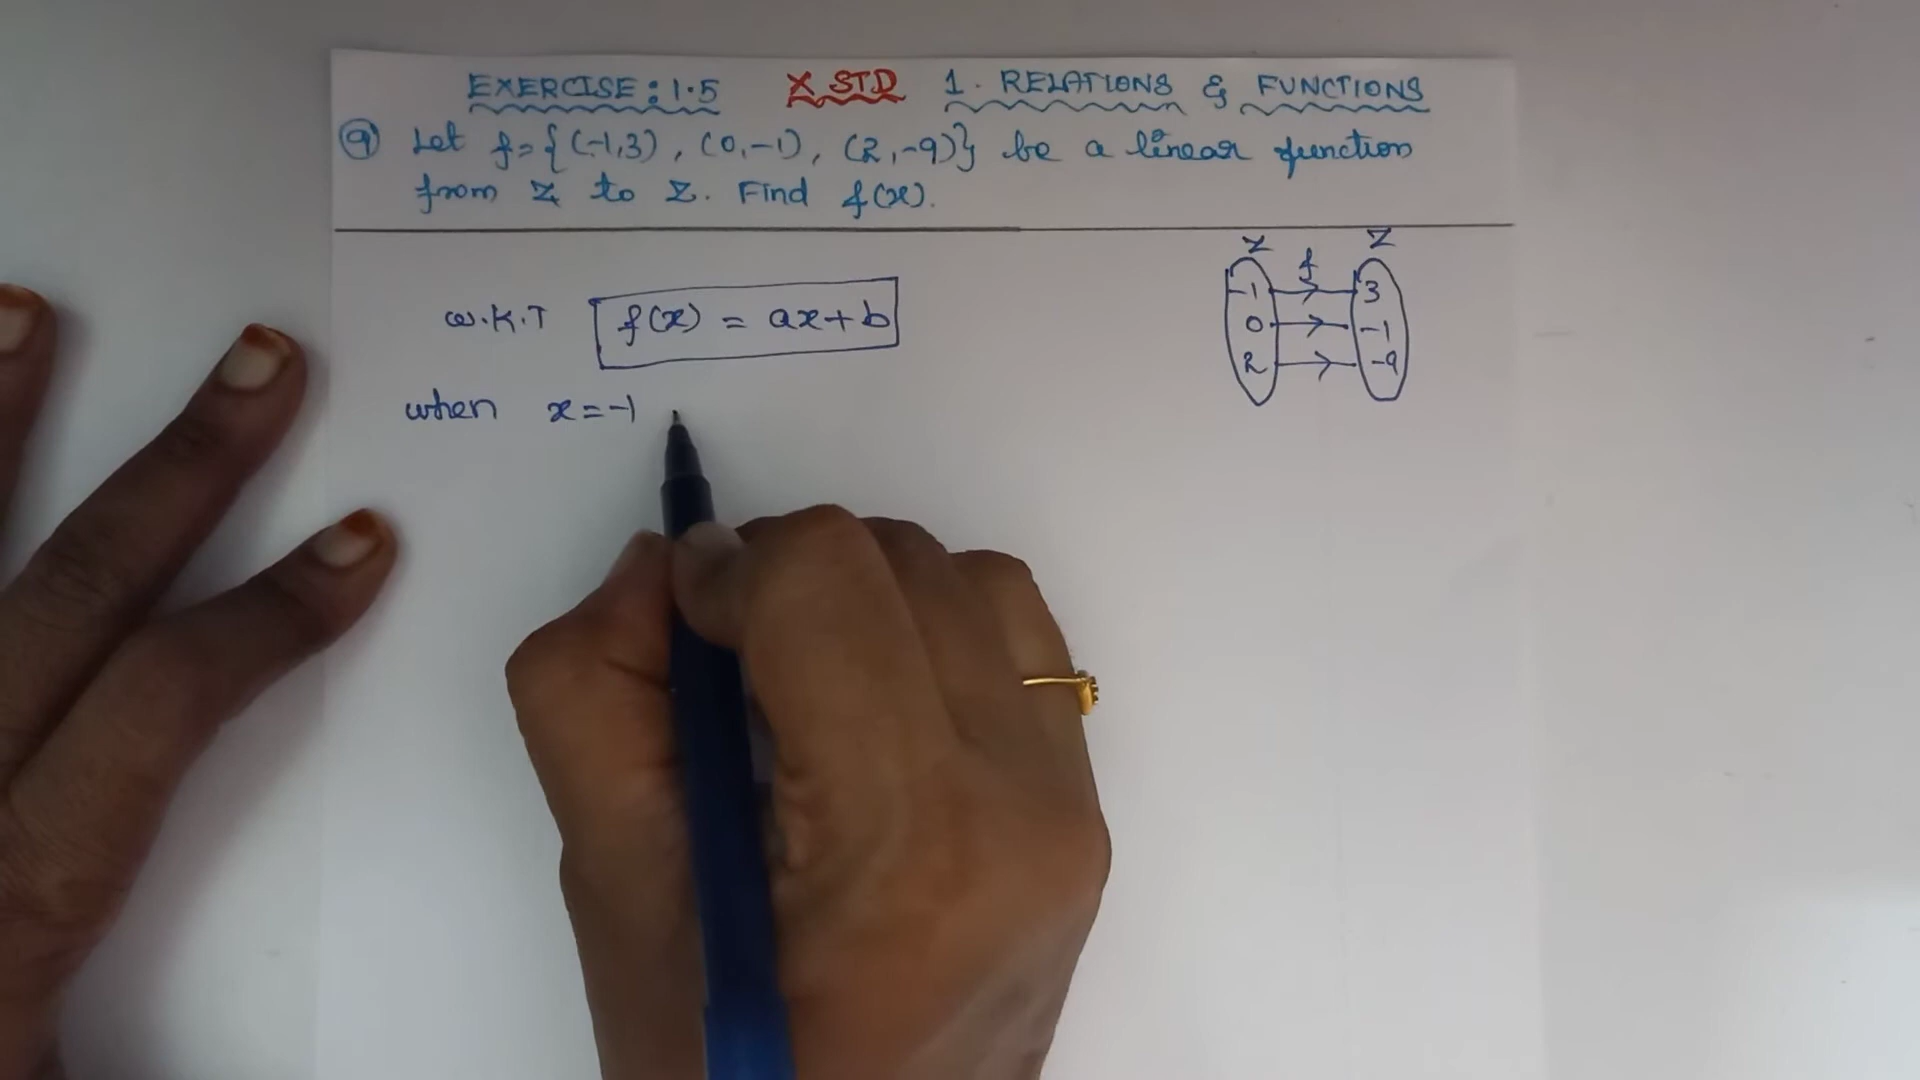 EXERCISE: 1.5 X STD 1. RELATIONS & FUNCTIONS
9 Let f={(-1,3), (0,-1), (2,-9)} be a linear function
from Z to Z. Find f(x).
Z f Z
-1 3
0 -1
2 -9
W.K.T f(x) = ax+b
when x=-1